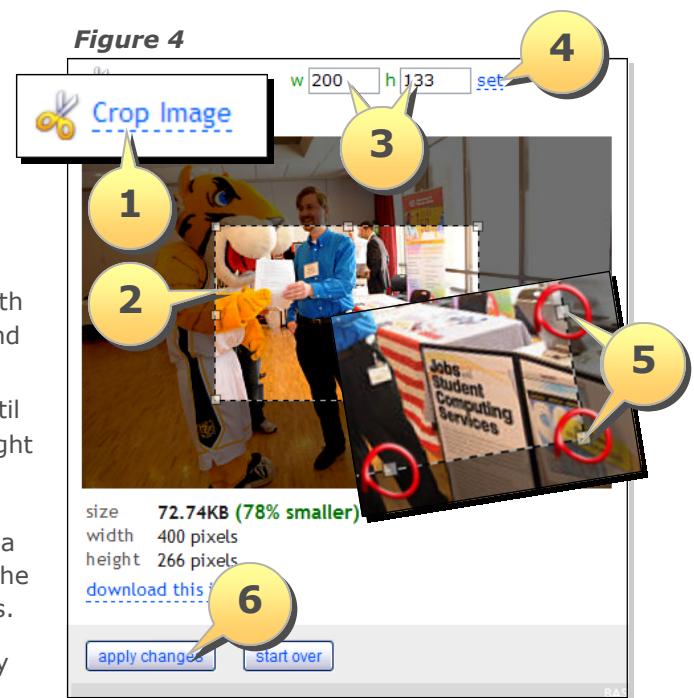 Figure 4
w 200 h 133 set
4
Crop Image
3
1
2
th
nd
5
til
ght
Jobs
Student
Computing
Services
size 72.74KB (78% smaller)
width 400 pixels
a
height 266 pixels
he
download this
s.
6
apply changes start over
y